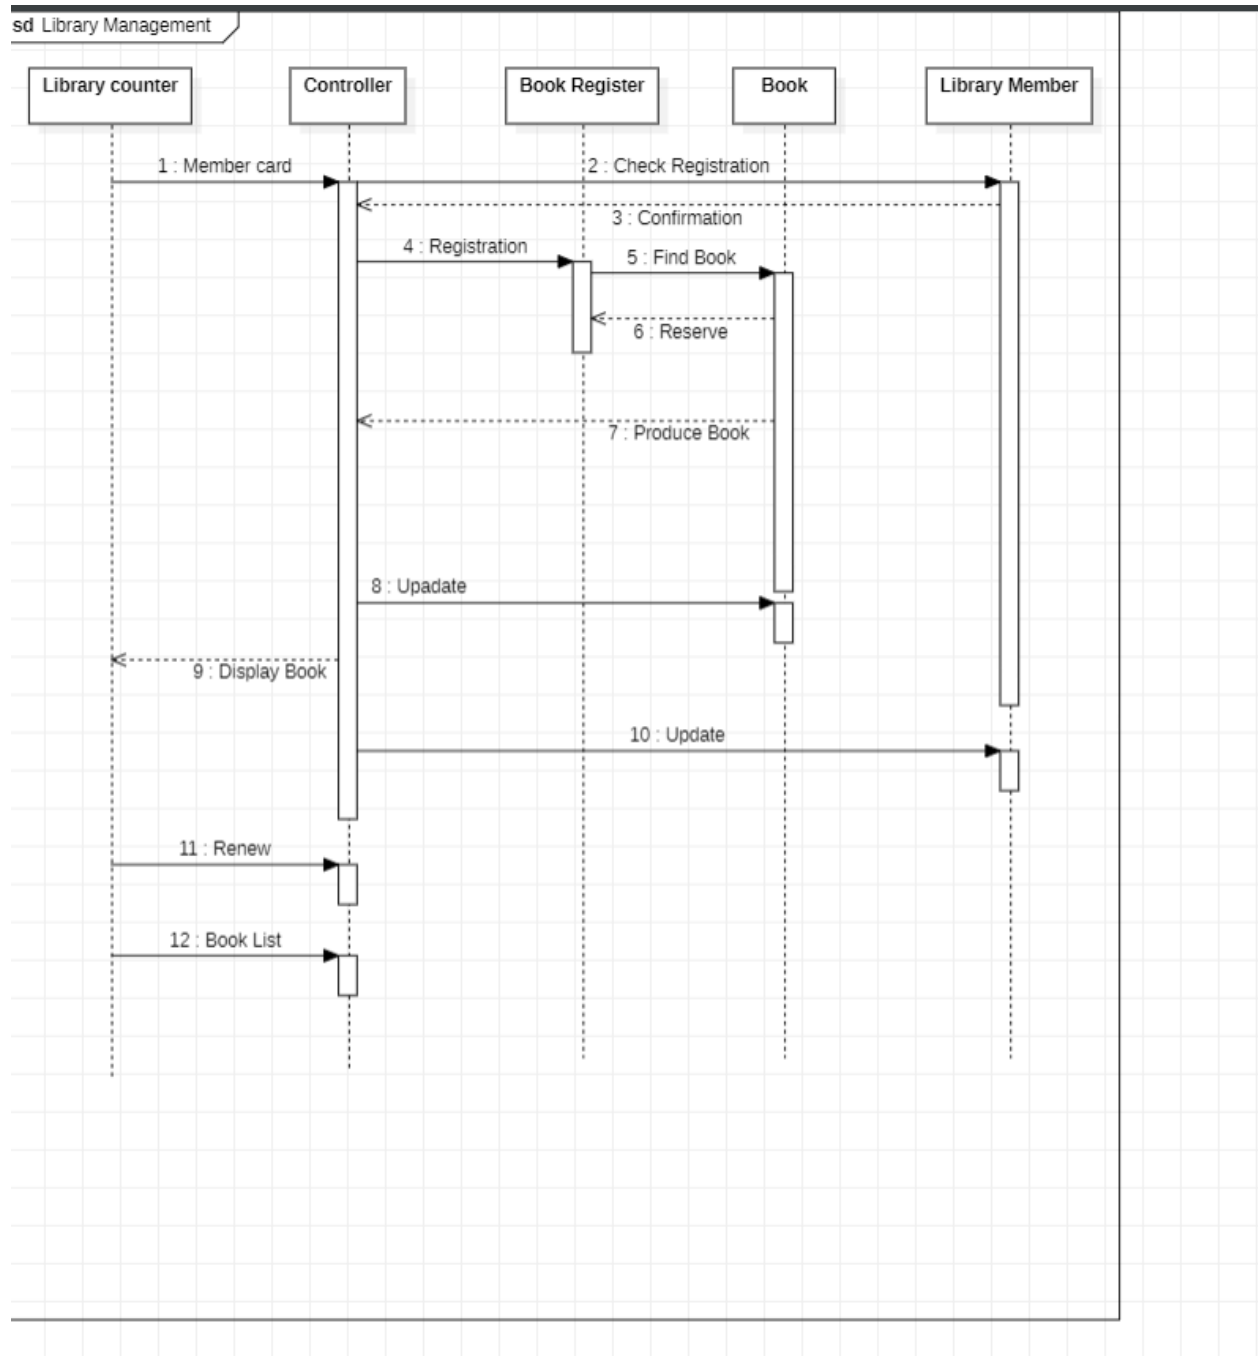 sd Library Management
Library counter
Controller
Book Register
Book
Library Member
1 : Member card
2 : Check Registration
3 : Confirmation
4 : Registration
5 : Find Book
6 : Reserve
7 : Produce Book
8 : Upadate
9 : Display Book
10 : Update
11 : Renew
12 : Book List